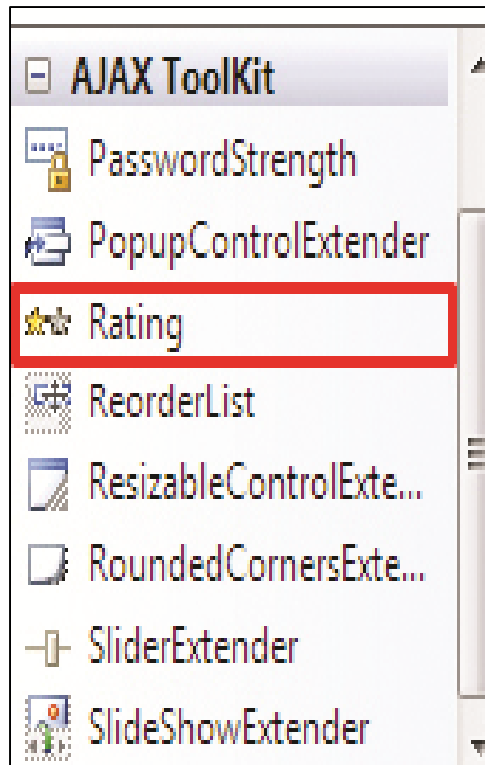 AJAX ToolKit
PasswordStrength
PopupControlExtender
Rating
ReorderList
ResizableControlExte...
RoundedCornersExte...
SliderExtender
SlideShowExtender